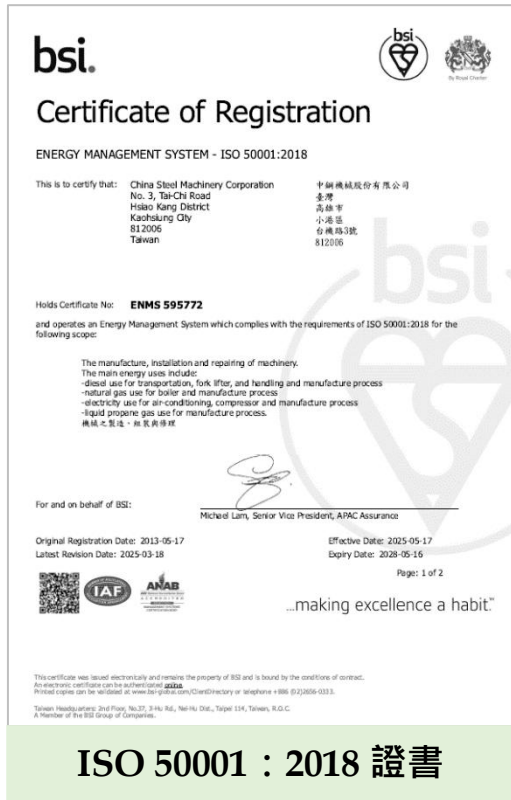 bsi.
bsi
By Royal Charter
Certificate of Registration
ENERGY MANAGEMENT SYSTEM - ISO 50001:2018
This is to certify that: China Steel Machinery Corporation 中鋼機械股份有限公司
No. 3, Tai-Chi Road 臺灣
Hsiao Kang District 高雄市
Kaohsiung City 小港區
812006 台機路3號
Taiwan 812006
Holds Certificate No: ENMS 595772
and operates an Energy Management System which complies with the requirements of ISO 50001:2018 for the
following scope:
The manufacture, installation and repairing of machinery.
The main energy uses include:
-diesel use for transportation, fork lifter, and handling and manufacture process
-natural gas use for boiler and manufacture process
-electricity use for air-conditioning, compressor and manufacture process
-liquid propane gas use for manufacture process.
機械之製造、組裝與修理
For and on behalf of BSI:
Michael Lam, Senior Vice President, APAC Assurance
Original Registration Date: 2013-05-17 Effective Date: 2025-05-17
Latest Revision Date: 2025-03-18 Expiry Date: 2028-05-16
Page: 1 of 2
IAF
ANAB
ACCREDITED
...making excellence a habit.™
This certificate was issued electronically and remains the property of BSI and is bound by the conditions of contract.
An electronic certificate can be authenticated online.
Printed copies can be validated at www.bsi-global.com/ClientDirectory or telephone +886 (0)2656-0333.
Taiwan Headquarters: 2nd Floor, No.37, Ji-Hu Rd., Nei-Hu Dist., Taipei 114, Taiwan, R.O.C.
A Member of the BSI Group of Companies.
ISO 50001：2018 證書